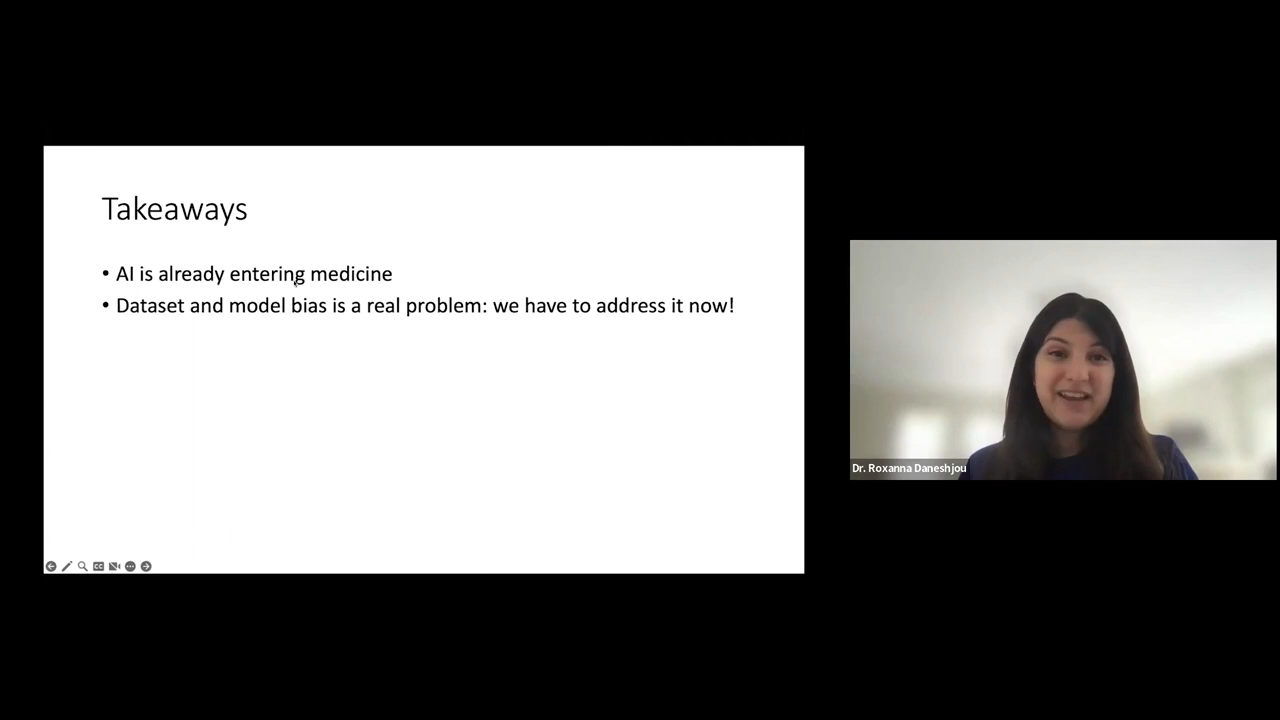 Takeaways
• AI is already entering medicine
• Dataset and model bias is a real problem: we have to address it now!
Dr. Roxanna Daneshjou
CC